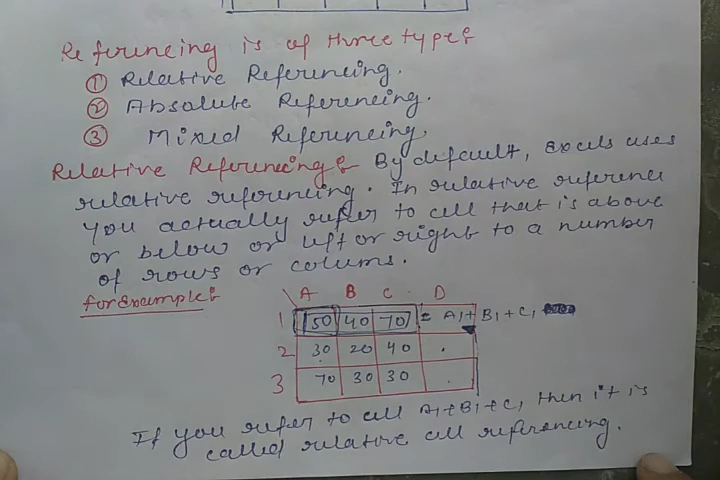 Referencing is of three types
① Relative Referencing.
② Absolute Referencing.
③ Mixed Referencing.
Relative Referencing : By default, excels uses
relative referencing. In relative reference
you actually refer to cell that is above
or below or left or right to a number
of rows or colums.
for Example :
A B C D
1 50 40 70 = A1 + B1 + C1
2 30 20 40 .
3 70 30 30 .
If you refer to cell A1+B1+C1 then it is
called relative cell referencing.